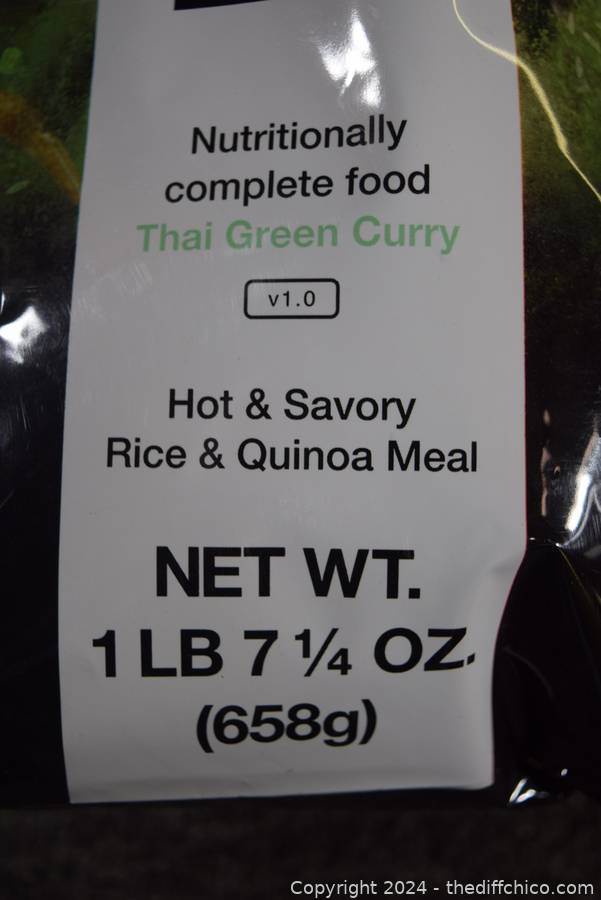 Nutritionally
complete food
Thai Green Curry
v1.0
Hot & Savory
Rice & Quinoa Meal
NET WT.
1 LB 7 ¼ OZ.
(658g)
Copyright 2024 - thediffchico.com